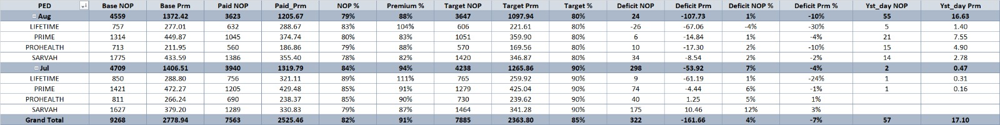 PED Base NOP Base Prm Paid NOP Paid_Prm NOP % Premium % Target NOP Target Prm Target % Deficit NOP Deficit Prm Deficit NOP % Deficit Prm % Yst_day NOP Yst_day Prm
Aug 4559 1372.42 3623 1205.67 79% 88% 3647 1097.94 80% 24 -107.73 1% -10% 55 16.63
LIFETIME 757 277.01 632 288.67 83% 104% 606 221.61 80% -26 -67.06 -4% -30% 5 1.40
PRIME 1314 449.87 1045 374.74 80% 83% 1051 359.90 80% 6 -14.84 1% -4% 21 7.55
PROHEALTH 713 211.95 560 186.86 79% 88% 570 169.56 80% 10 -17.30 2% -10% 15 4.90
SARVAH 1775 433.59 1386 355.40 78% 82% 1420 346.87 80% 34 -8.54 2% -2% 14 2.78
Jul 4709 1406.51 3940 1319.79 84% 94% 4238 1265.86 90% 298 -53.92 7% -4% 2 0.47
LIFETIME 850 288.80 756 321.11 89% 111% 765 259.92 90% 9 -61.19 1% -24% 1 0.31
PRIME 1421 472.27 1205 429.48 85% 91% 1279 425.04 90% 74 -4.44 6% -1% 1 0.16
PROHEALTH 811 266.24 690 238.37 85% 90% 730 239.62 90% 40 1.25 5% 1%
SARVAH 1627 379.20 1289 330.83 79% 87% 1464 341.28 90% 175 10.46 12% 3%
Grand Total 9268 2778.94 7563 2525.46 82% 91% 7885 2363.80 85% 322 -161.66 4% -7% 57 17.10